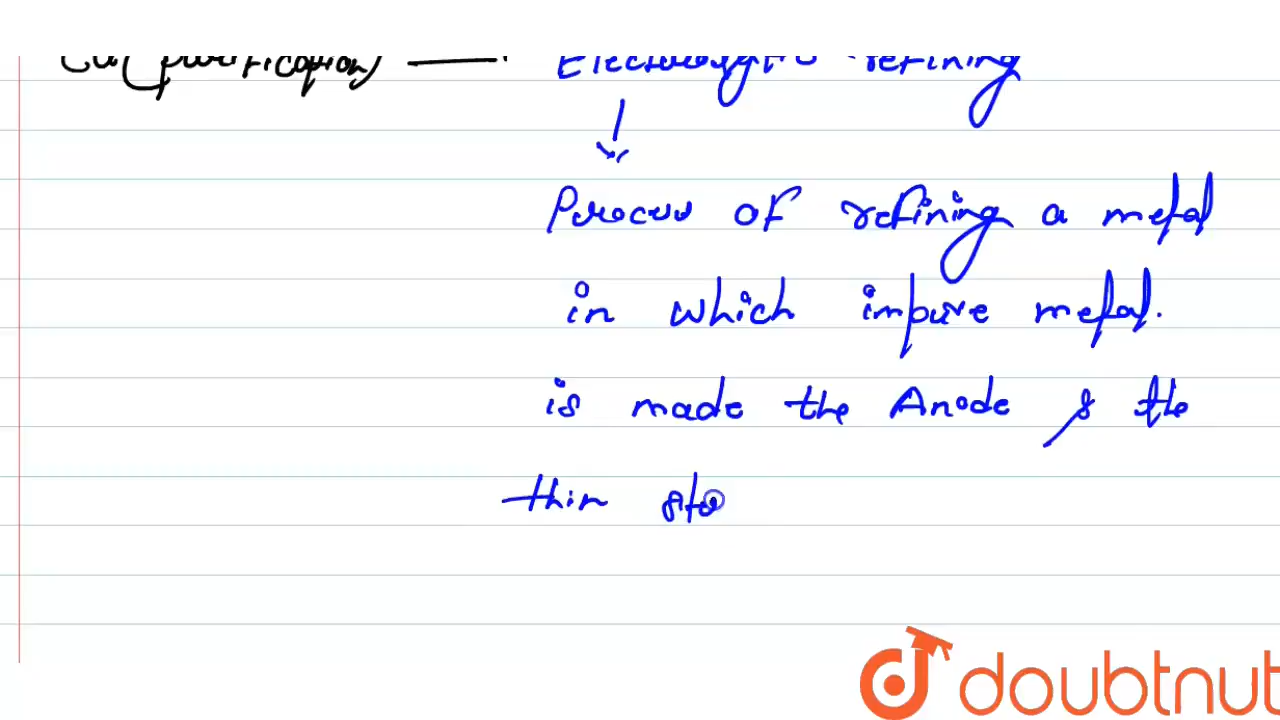 Cu (purification) Electrolytic refining
Process of refining a metal
in which impure metal.
is made the Anode & the
thin st
doubtnut